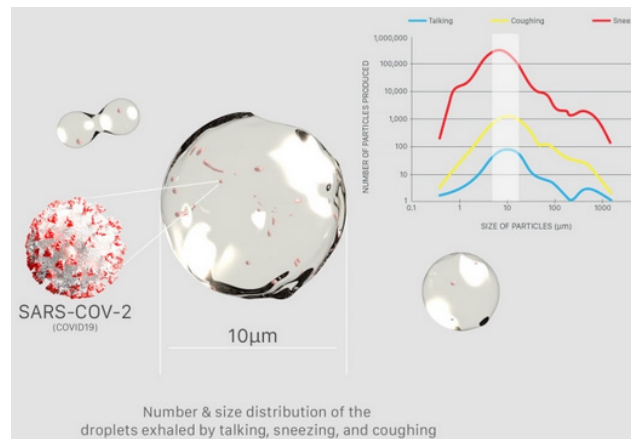 Talking Coughing
NUMBER OF PARTICLES PRODUCED
1,000,000
100,000
10,000
1,000
100
10
1
0.1 1 10 100 1000
SIZE OF PARTICLES (µm)
SARS-COV-2
(COVID19)
10µm
Number & size distribution of the
droplets exhaled by talking, sneezing, and coughing